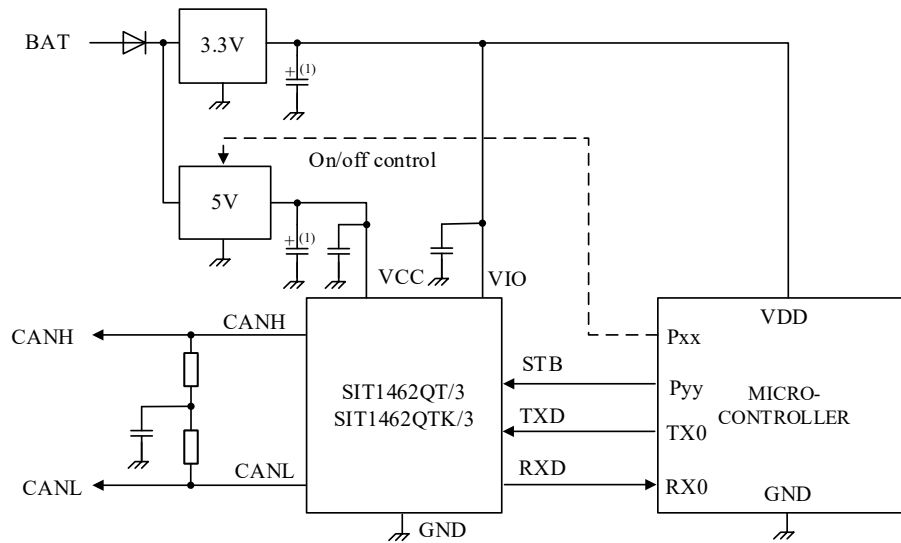 BAT
3.3V
+ (1)
On/off control
5V
+ (1)
VCC
VIO
VDD
CANH
CANH
Pxx
STB
Pyy
SIT1462QT/3
SIT1462QTK/3
MICRO-
CONTROLLER
TXD
TX0
CANL
CANL
RXD
RX0
GND
GND